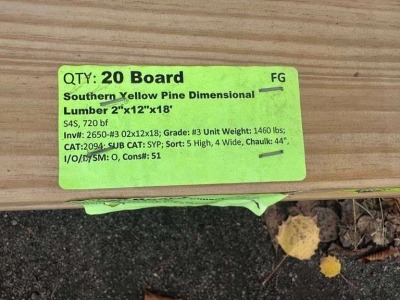 QTY: 20 Board FG
Southern Yellow Pine Dimensional
Lumber 2"x12"x18'
S4S, 720 bf
Inv#: 2650-#3 02x12x18; Grade: #3 Unit Weight: 1460 lbs;
CAT:2094; SUB CAT: SYP; Sort: 5 High, 4 Wide, Chaulk: 44",
I/O/D/SM: O, Cons#: 51